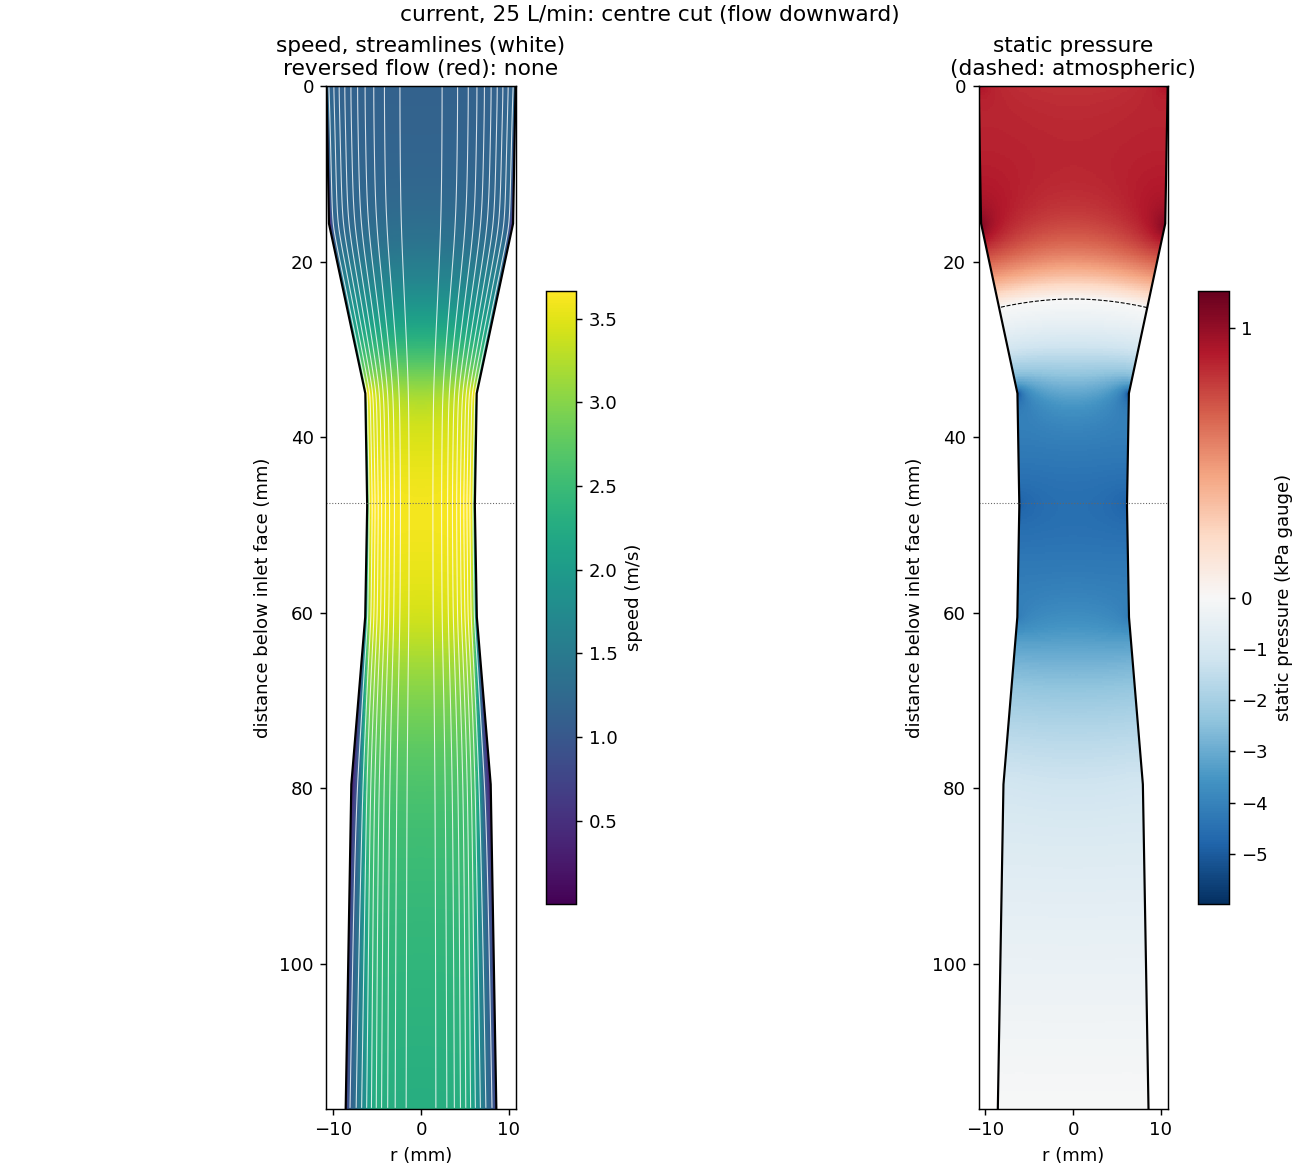 current, 25 L/min: centre cut (flow downward)
speed, streamlines (white)
reversed flow (red): none
0
20
40
60
80
100
distance below inlet face (mm)
−10
0
10
r (mm)
3.5
3.0
2.5
2.0
1.5
1.0
0.5
speed (m/s)
static pressure
(dashed: atmospheric)
0
20
40
60
80
100
distance below inlet face (mm)
−10
0
10
r (mm)
1
0
−1
−2
−3
−4
−5
static pressure (kPa gauge)